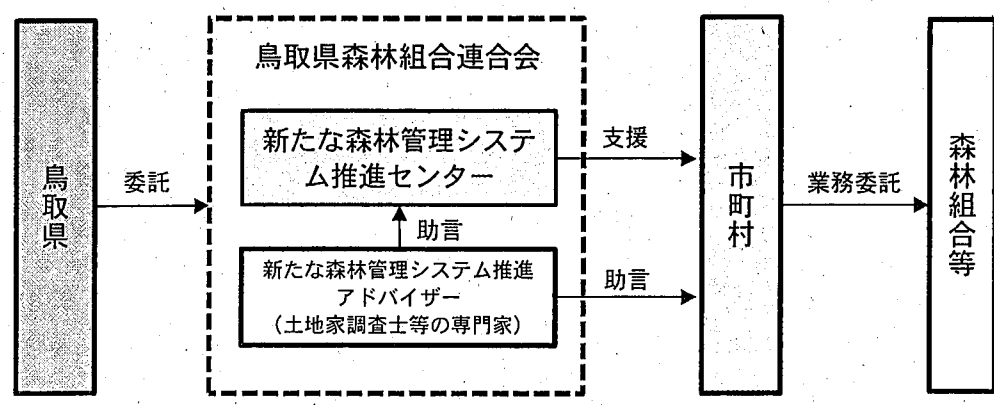 鳥取県
委託
鳥取県森林組合連合会
新たな森林管理システ
ム推進センター
助言
新たな森林管理システム推進
アドバイザー
（土地家調査士等の専門家）
支援
助言
市町村
業務委託
森林組合等